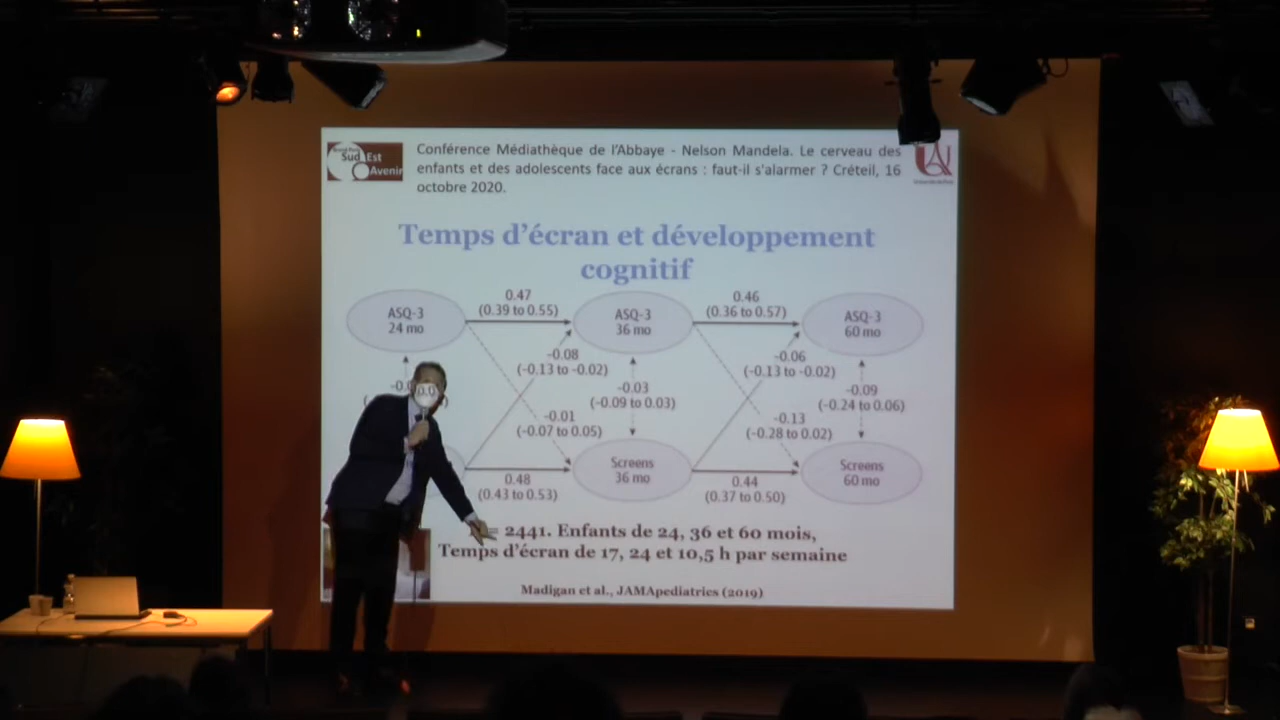 Sud Est
Avenir
Conférence Médiathèque de l'Abbaye - Nelson Mandela. Le cerveau des
enfants et des adolescents face aux écrans : faut-il s'alarmer ? Créteil, 16
octobre 2020.
Temps d'écran et développement
cognitif
ASQ-3
24 mo
0.47
(0.39 to 0.55)
ASQ-3
36 mo
0.46
(0.36 to 0.57)
ASQ-3
60 mo
-0.08
(-0.13 to -0.02)
-0.03
(-0.09 to 0.03)
-0.06
(-0.13 to -0.02)
-0.09
(-0.24 to 0.06)
-0.01
(-0.07 to 0.05)
-0.13
(-0.28 to 0.02)
0.48
(0.43 to 0.53)
Screens
36 mo
0.44
(0.37 to 0.50)
Screens
60 mo
= 2441. Enfants de 24, 36 et 60 mois,
Temps d'écran de 17, 24 et 10,5 h par semaine
Madigan et al., JAMApediatrics (2019)